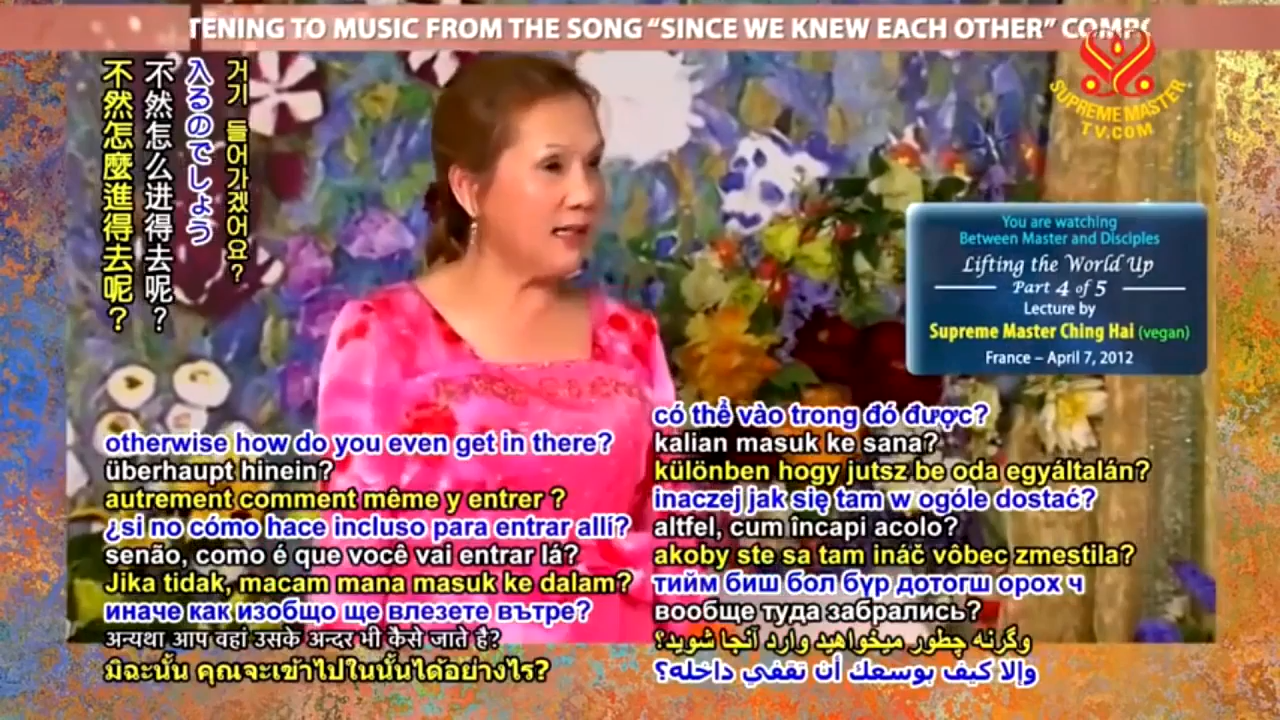 TENING TO MUSIC FROM THE SONG “SINCE WE KNEW EACH OTHER”
SUPREME MASTER
TV.COM
거기 들어가겠어요?
入るのでしょう
不然怎么进得去呢？
不然怎麼進得去呢？
You are watching
Between Master and Disciples
Lifting the World Up
Part 4 of 5
Lecture by
Supreme Master Ching Hai (vegan)
France – April 7, 2012
otherwise how do you even get in there?
überhaupt hinein?
autrement comment même y entrer ?
¿si no cómo hace incluso para entrar allí?
senão, como é que você vai entrar lá?
Jika tidak, macam mana masuk ke dalam?
иначе как изобщо ще влезете вътре?
अन्यथा आप वहां उसके अन्दर भी कैसे जाते है?
มิฉะนั้น คุณจะเข้าไปในนั้นได้อย่างไร?
có thể vào trong đó được?
kalian masuk ke sana?
különben hogy jutsz be oda egyáltalán?
inaczej jak się tam w ogóle dostać?
altfel, cum încapi acolo?
akoby ste sa tam ináč vôbec zmestila?
тийм биш бол бүр дотогш орох ч
вообще туда забрались?
وگرنه چطور میخواهید وارد آنجا شوید؟
وإلا كيف بوسعك أن تقفي داخله؟